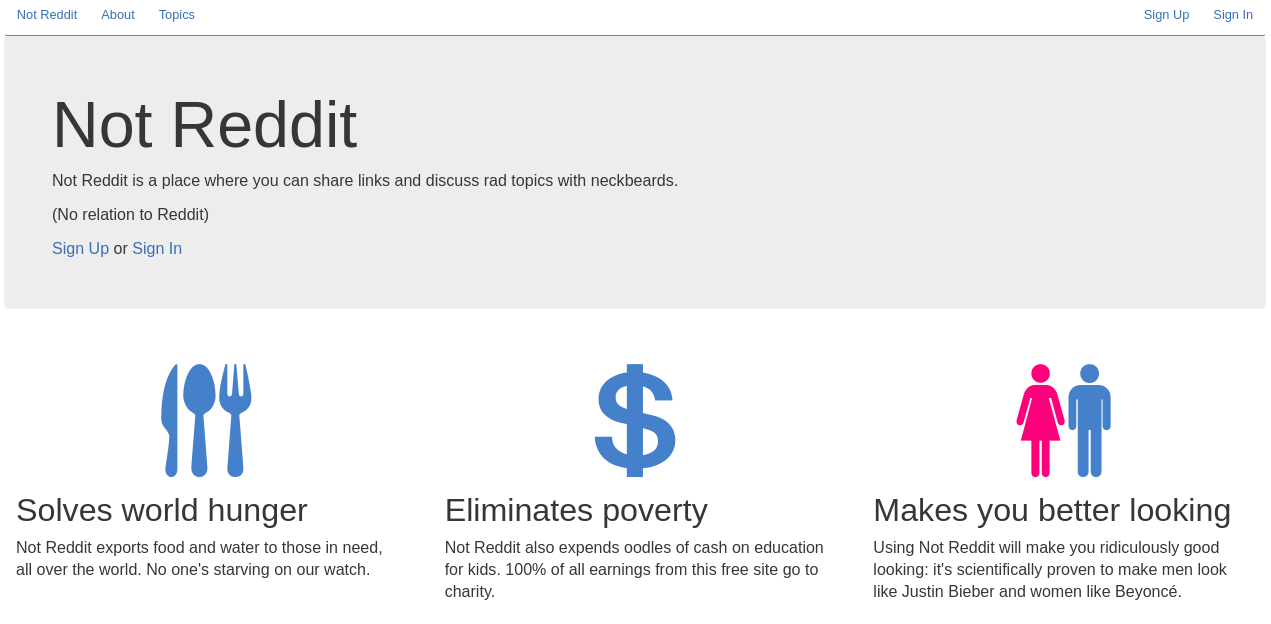 Not Reddit About Topics Sign Up Sign In
Not Reddit
Not Reddit is a place where you can share links and discuss rad topics with neckbeards.
(No relation to Reddit)
Sign Up or Sign In
$
Solves world hunger
Not Reddit exports food and water to those in need,
all over the world. No one's starving on our watch.
Eliminates poverty
Not Reddit also expends oodles of cash on education
for kids. 100% of all earnings from this free site go to
charity.
Makes you better looking
Using Not Reddit will make you ridiculously good
looking: it's scientifically proven to make men look
like Justin Bieber and women like Beyoncé.